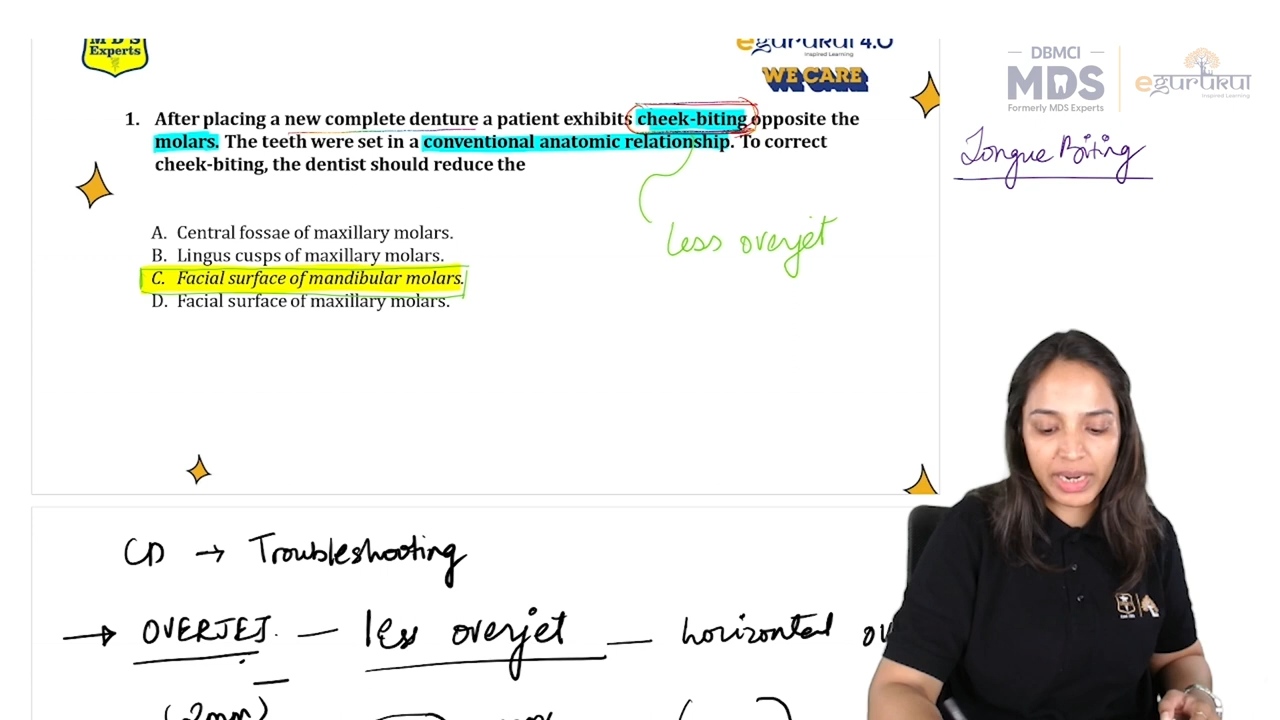 MDS
Experts
egurukul 4.0
Inspired Learning
WE CARE
DBMCI
MDS
Formerly MDS Experts
egurukul
Inspired Learning
1. After placing a new complete denture a patient exhibits cheek-biting opposite the
molars. The teeth were set in a conventional anatomic relationship. To correct
cheek-biting, the dentist should reduce the
Tongue Biting
less overjet
A. Central fossae of maxillary molars.
B. Lingus cusps of maxillary molars.
C. Facial surface of mandibular molars.
D. Facial surface of maxillary molars.
CD → Troubleshooting
→ OVERJET. — less overjet — horizontal
(2mm)